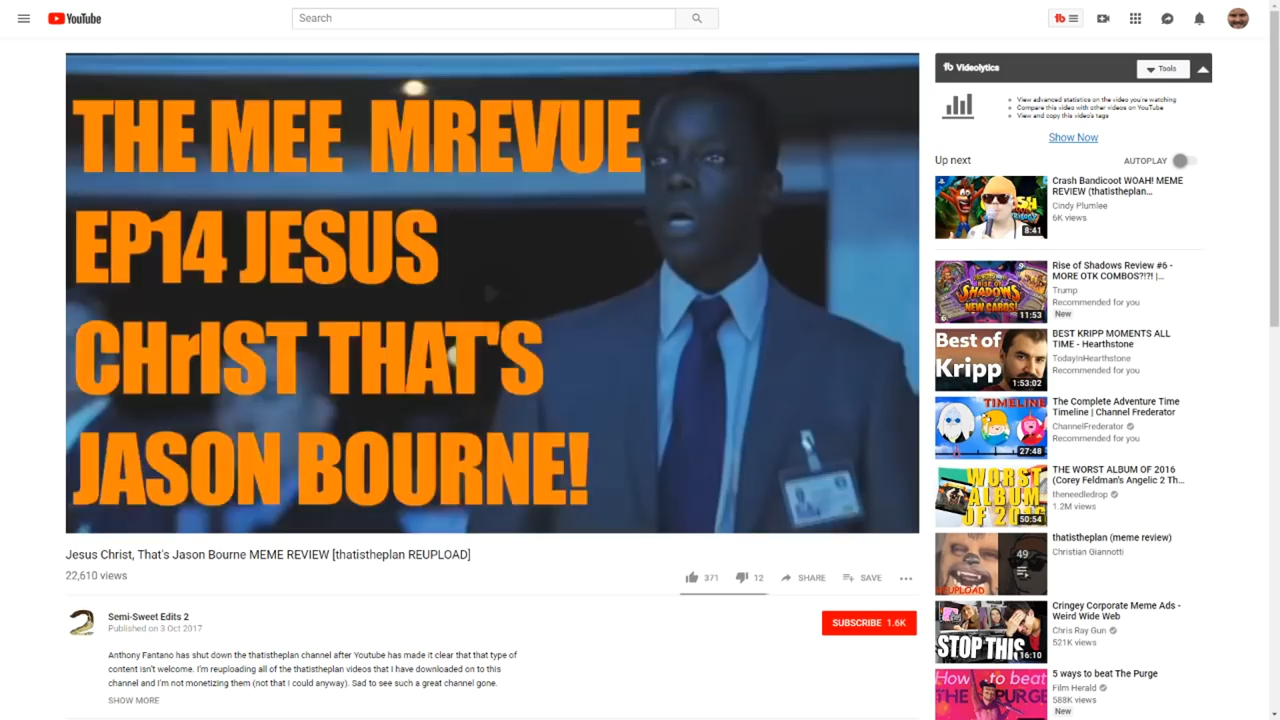 YouTube
Search
THE MEE MREVUE
EP14 JESUS
CHrIST THAT'S
JASON BOURNE!
Jesus Christ, That's Jason Bourne MEME REVIEW [thatistheplan REUPLOAD]
22,610 views
371
12
SHARE
SAVE
Semi-Sweet Edits 2
Published on 3 Oct 2017
SUBSCRIBE 1.6K
Anthony Fantano has shut down the thatistheplan channel after Youtube has made it clear that that type of
content isn't welcome. I'm reuploading all of the thatistheplan videos that I have downloaded on to this
channel and I'm not monetizing them (not that I could anyway). Sad to see such a great channel gone.
SHOW MORE
Videolytics
Tools
View advanced statistics on the video you're watching
Compare this video with other videos on YouTube
View and copy this video's tags
Show Now
Up next
AUTOPLAY
8:41
Crash Bandicoot WOAH! MEME
REVIEW (thatistheplan...
Cindy Plumlee
6K views
RISE OF
SHADOWS
NEW CARDS!
11:53
Rise of Shadows Review #6 -
MORE OTK COMBOS?!?! |...
Trump
Recommended for you
New
Best of
Kripp
1:53:02
BEST KRIPP MOMENTS ALL
TIME - Hearthstone
TodayInHearthstone
Recommended for you
TIMELINE
27:48
The Complete Adventure Time
Timeline | Channel Frederator
ChannelFrederator
Recommended for you
WORST
ALBUM
OF 2016
50:54
THE WORST ALBUM OF 2016
(Corey Feldman's Angelic 2 Th...
theneedledrop
1.2M views
49
REUPLOAD
thatistheplan (meme review)
Christian Giannotti
STOP THIS
16:10
Cringey Corporate Meme Ads -
Weird Wide Web
Chris Ray Gun
521K views
How to beat
THE PURGE
5 ways to beat The Purge
Film Herald
588K views
New